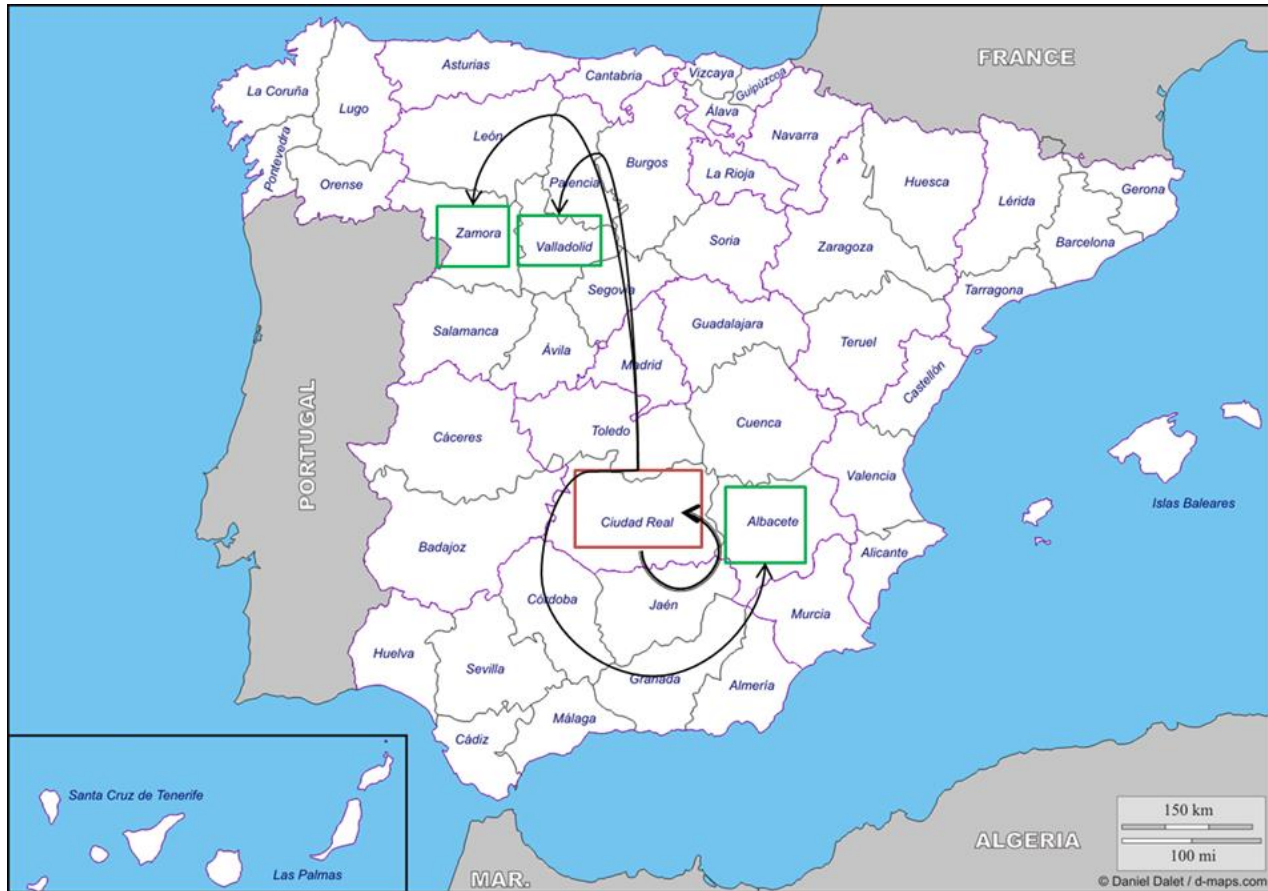 FRANCE
Asturias
Cantabria
Vizcaya
Guipúzcoa
La Coruña
Lugo
León
Álava
Navarra
Pontevedra
Orense
Palencia
Burgos
La Rioja
Huesca
Lérida
Gerona
Zamora
Valladolid
Soria
Zaragoza
Barcelona
Segovia
Tarragona
Salamanca
Ávila
Madrid
Guadalajara
Teruel
Castellón
PORTUGAL
Cáceres
Toledo
Cuenca
Valencia
Islas Baleares
Badajoz
Ciudad Real
Albacete
Alicante
Córdoba
Jaén
Murcia
Huelva
Sevilla
Granada
Almería
Málaga
Cádiz
Santa Cruz de Tenerife
Las Palmas
MAR.
ALGERIA
150 km
100 mi
© Daniel Dalet / d-maps.com